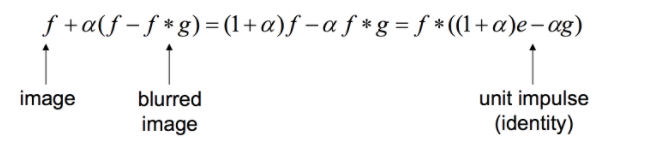 f + α(f − f * g) = (1 + α)f − α f * g = f * ((1 + α)e − αg)
image
blurred
image
unit impulse
(identity)